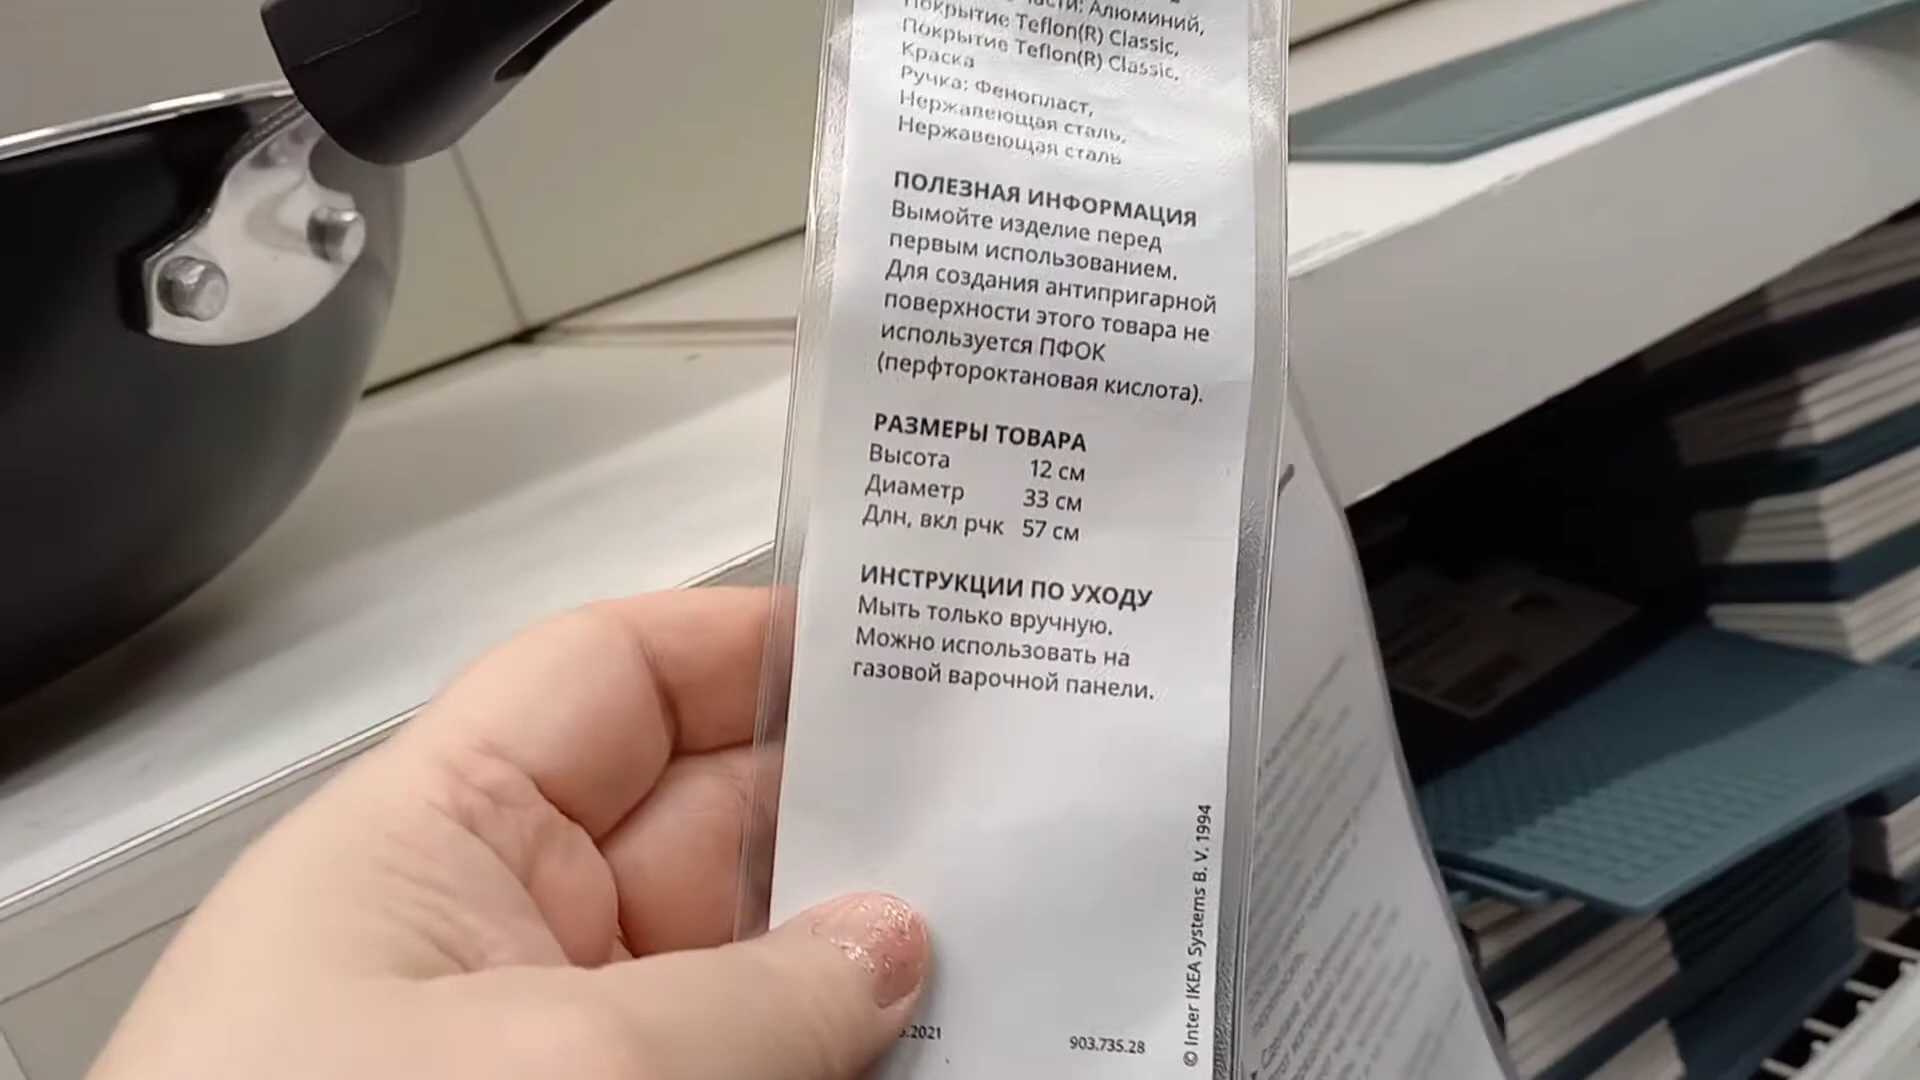 Алюминий,
Покрытие Teflon(R) Classic,
Покрытие Teflon(R) Classic,
Краска
Ручка: Фенопласт,
Нержавеющая сталь,
Нержавеющая сталь
ПОЛЕЗНАЯ ИНФОРМАЦИЯ
Вымойте изделие перед
первым использованием.
Для создания антипригарной
поверхности этого товара не
используется ПФОК
(перфтороктановая кислота).
РАЗМЕРЫ ТОВАРА
Высота 12 см
Диаметр 33 см
Длн, вкл рчк 57 см
ИНСТРУКЦИИ ПО УХОДУ
Мыть только вручную.
Можно использовать на
газовой варочной панели.
.2021
903.735.28
© Inter IKEA Systems B. V. 1994